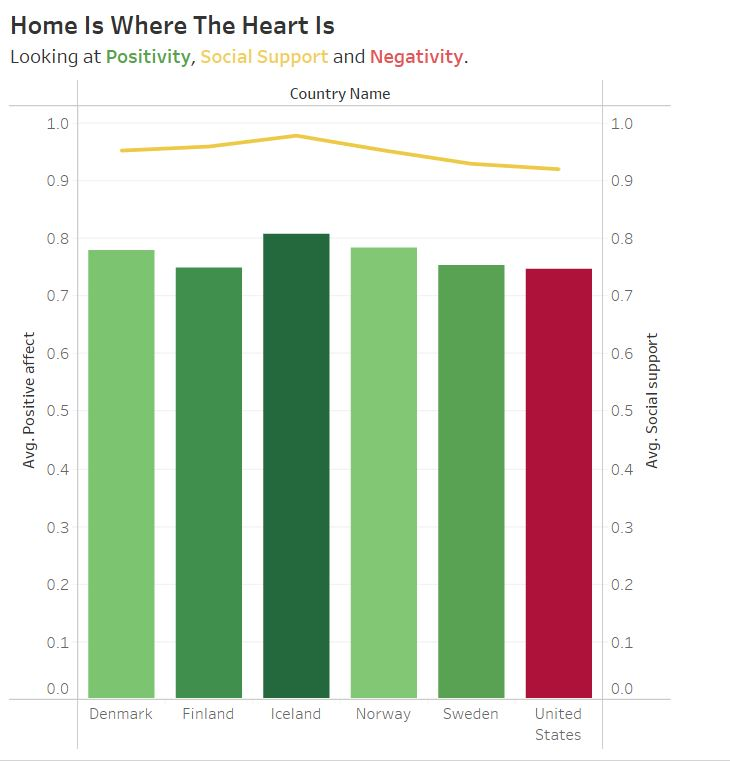 Home Is Where The Heart Is
Looking at Positivity, Social Support and Negativity.
Country Name
1.0
0.9
0.8
0.7
0.6
0.5
0.4
0.3
0.2
0.1
0.0
Avg. Positive affect
1.0
0.9
0.8
0.7
0.6
0.5
0.4
0.3
0.2
0.1
0.0
Avg. Social support
Denmark
Finland
Iceland
Norway
Sweden
United
States